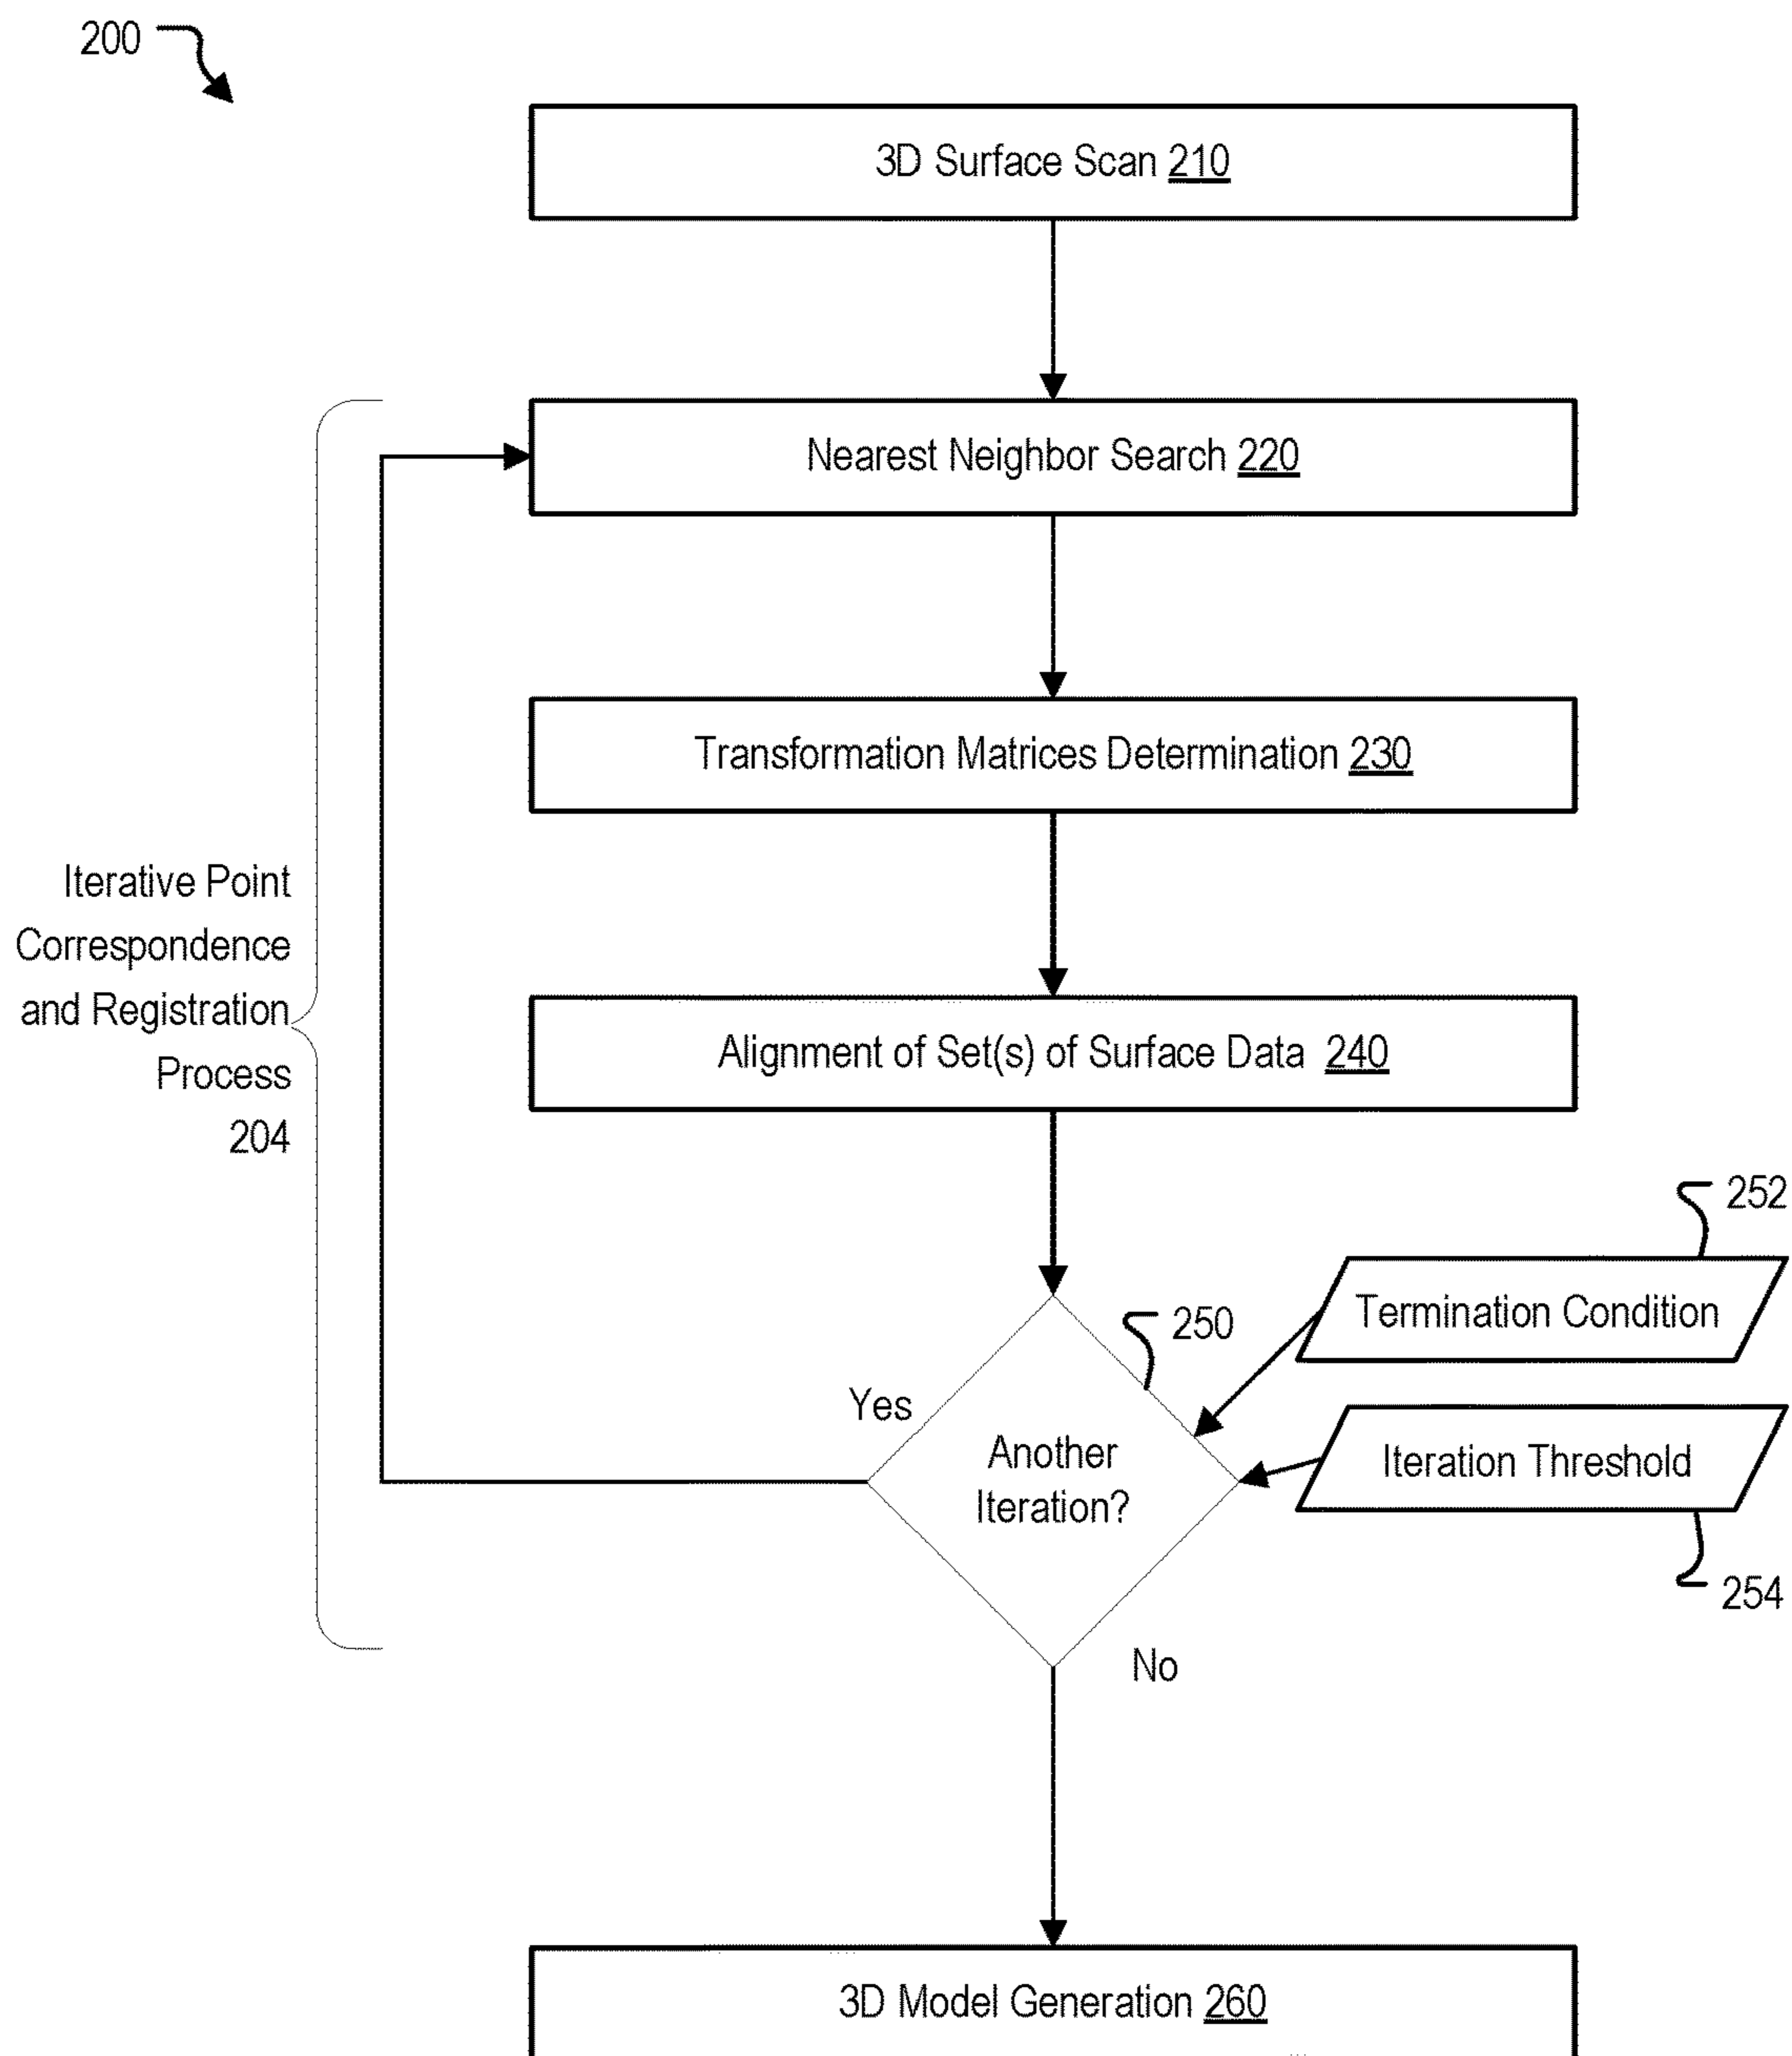 200
3D Surface Scan 210
Nearest Neighbor Search 220
Transformation Matrices Determination 230
Iterative Point
Correspondence
and Registration
Process
204
Alignment of Set(s) of Surface Data 240
252
Termination Condition
250
Yes
Another
Iteration?
Iteration Threshold
254
No
3D Model Generation 260